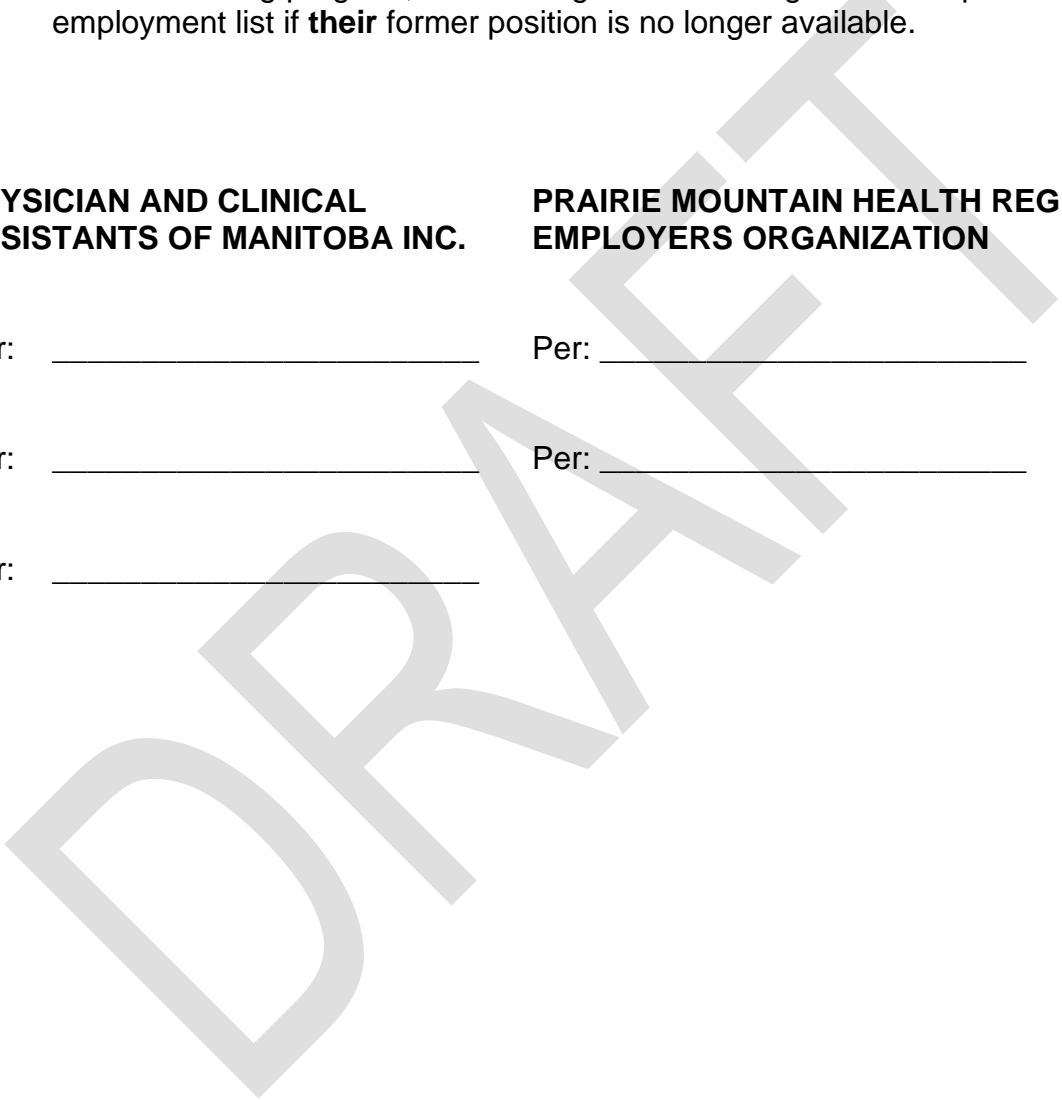 employment list if their former position is no longer available.
YSICIAN AND CLINICAL PRAIRIE MOUNTAIN HEALTH REG
SISTANTS OF MANITOBA INC. EMPLOYERS ORGANIZATION
r: ________________________ Per: ________________________
r: ________________________ Per: ________________________
r: ________________________
DRAFT